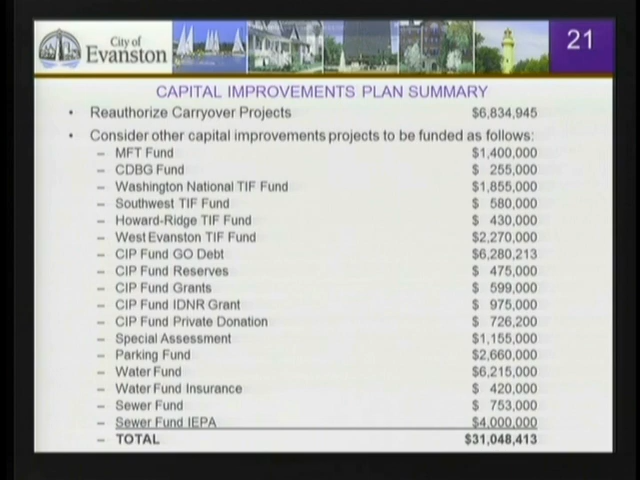 City of
Evanston
21
CAPITAL IMPROVEMENTS PLAN SUMMARY
• Reauthorize Carryover Projects $6,834,945
• Consider other capital improvements projects to be funded as follows:
– MFT Fund $1,400,000
– CDBG Fund $ 255,000
– Washington National TIF Fund $1,855,000
– Southwest TIF Fund $ 580,000
– Howard-Ridge TIF Fund $ 430,000
– West Evanston TIF Fund $2,270,000
– CIP Fund GO Debt $6,280,213
– CIP Fund Reserves $ 475,000
– CIP Fund Grants $ 599,000
– CIP Fund IDNR Grant $ 975,000
– CIP Fund Private Donation $ 726,200
– Special Assessment $1,155,000
– Parking Fund $2,660,000
– Water Fund $6,215,000
– Water Fund Insurance $ 420,000
– Sewer Fund $ 753,000
– Sewer Fund IEPA $4,000,000
– TOTAL $31,048,413